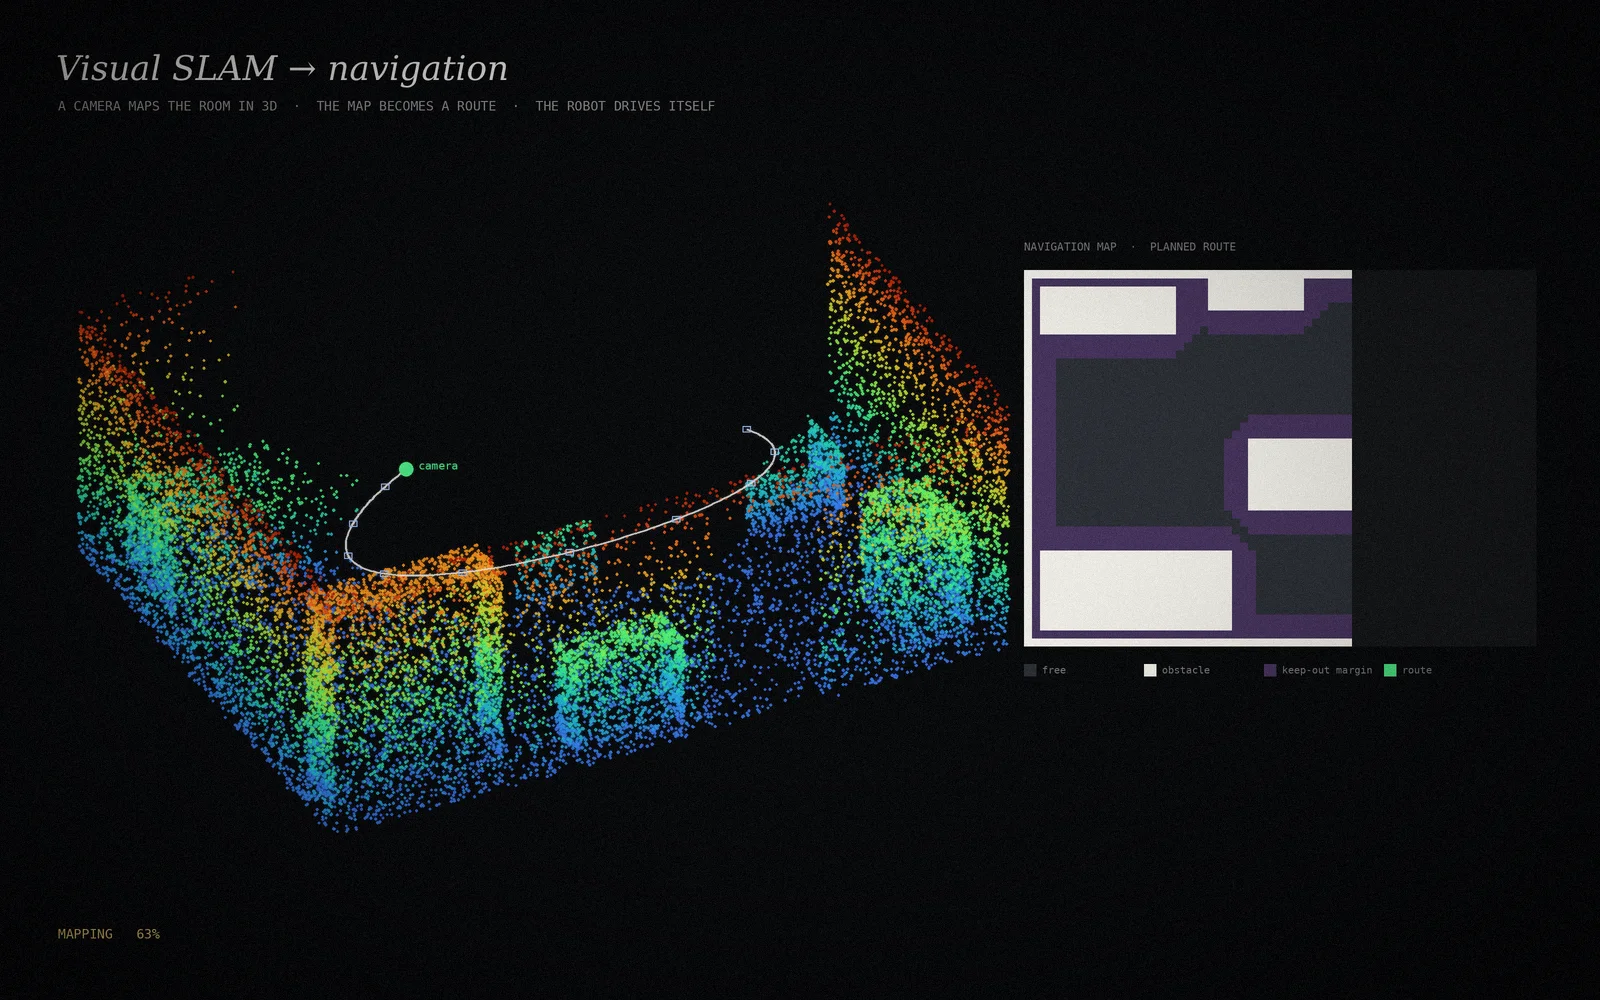 Visual SLAM → navigation
A CAMERA MAPS THE ROOM IN 3D · THE MAP BECOMES A ROUTE · THE ROBOT DRIVES ITSELF
NAVIGATION MAP · PLANNED ROUTE
camera
free obstacle keep-out margin route
MAPPING 63%